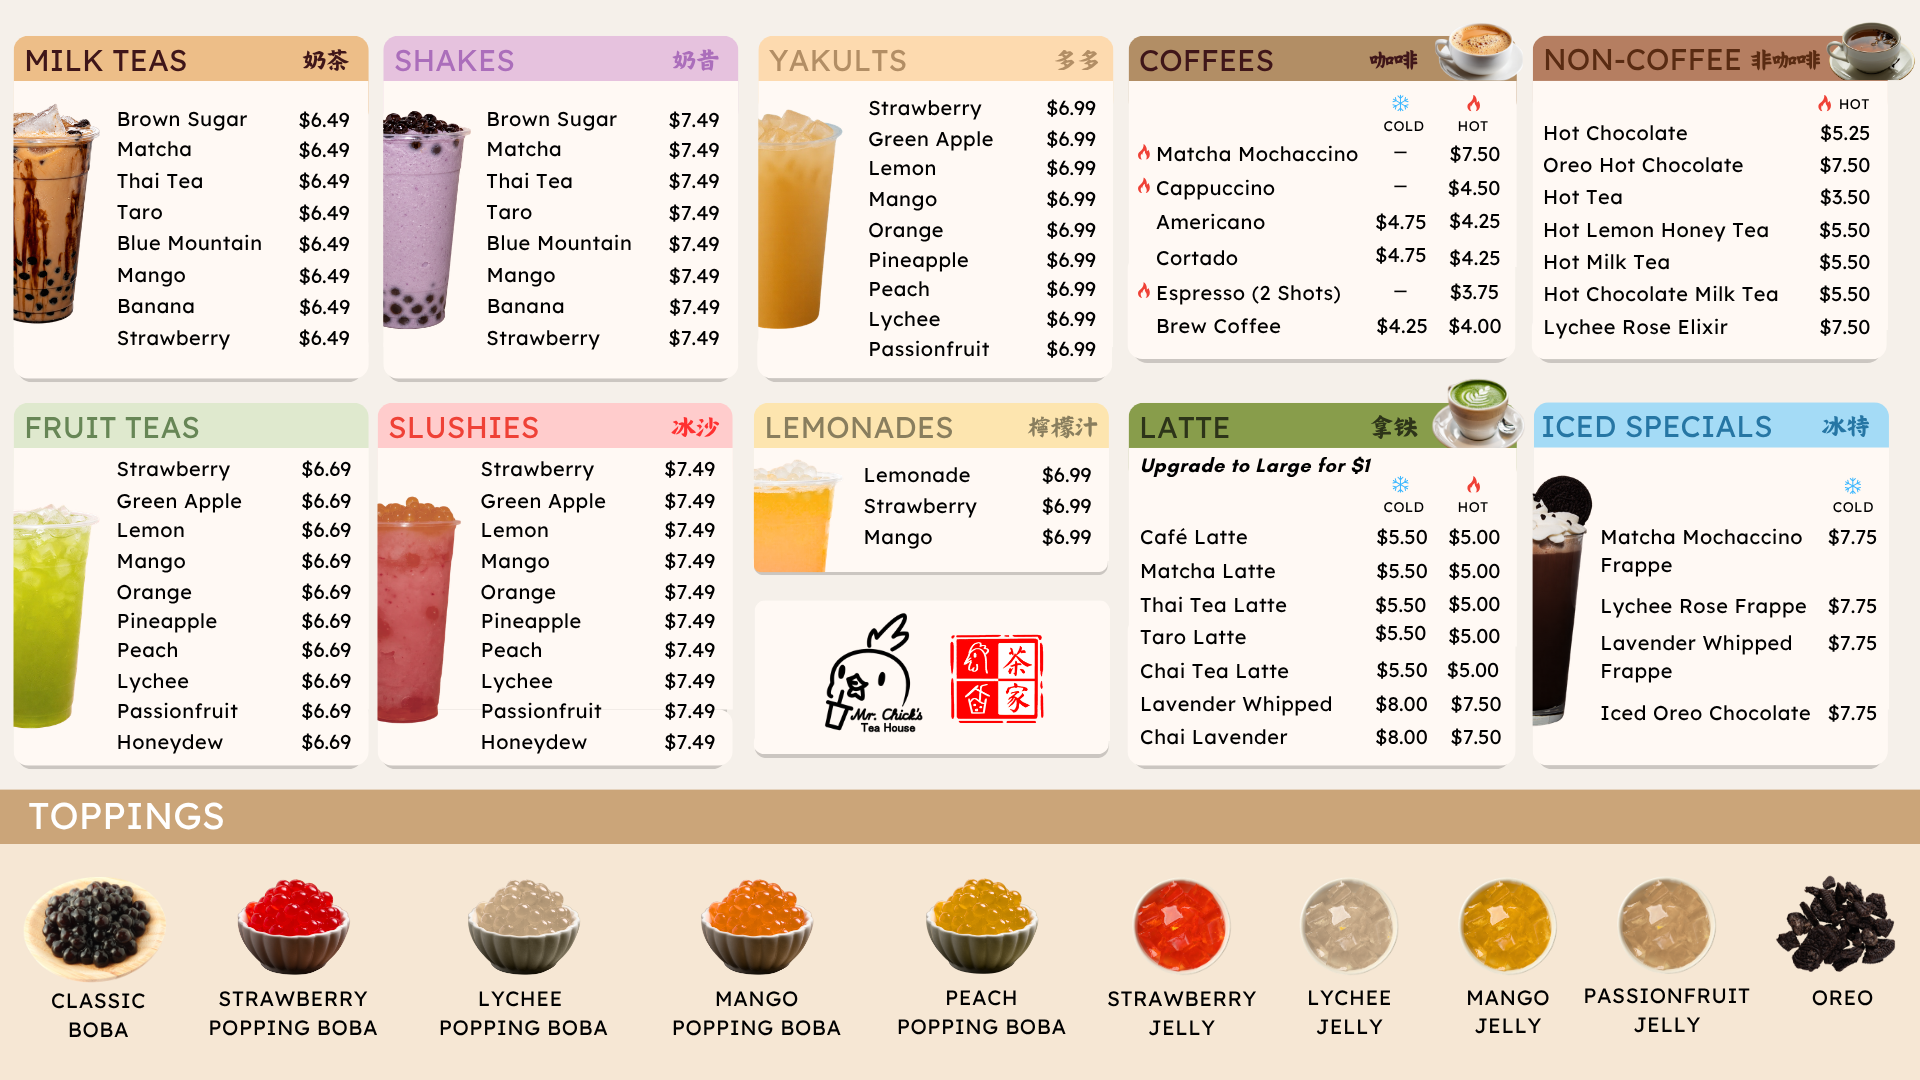 MILK TEAS 奶茶
Brown Sugar $6.49
Matcha $6.49
Thai Tea $6.49
Taro $6.49
Blue Mountain $6.49
Mango $6.49
Banana $6.49
Strawberry $6.49
SHAKES 奶昔
Brown Sugar $7.49
Matcha $7.49
Thai Tea $7.49
Taro $7.49
Blue Mountain $7.49
Mango $7.49
Banana $7.49
Strawberry $7.49
YAKULTS 多多
Strawberry $6.99
Green Apple $6.99
Lemon $6.99
Mango $6.99
Orange $6.99
Pineapple $6.99
Peach $6.99
Lychee $6.99
Passionfruit $6.99
COFFEES 咖啡
COLD HOT
Matcha Mochaccino – $7.50
Cappuccino – $4.50
Americano $4.75 $4.25
Cortado $4.75 $4.25
Espresso (2 Shots) – $3.75
Brew Coffee $4.25 $4.00
NON-COFFEE 非咖啡
HOT
Hot Chocolate $5.25
Oreo Hot Chocolate $7.50
Hot Tea $3.50
Hot Lemon Honey Tea $5.50
Hot Milk Tea $5.50
Hot Chocolate Milk Tea $5.50
Lychee Rose Elixir $7.50
FRUIT TEAS
Strawberry $6.69
Green Apple $6.69
Lemon $6.69
Mango $6.69
Orange $6.69
Pineapple $6.69
Peach $6.69
Lychee $6.69
Passionfruit $6.69
Honeydew $6.69
SLUSHIES 冰沙
Strawberry $7.49
Green Apple $7.49
Lemon $7.49
Mango $7.49
Orange $7.49
Pineapple $7.49
Peach $7.49
Lychee $7.49
Passionfruit $7.49
Honeydew $7.49
LEMONADES 檸檬汁
Lemonade $6.99
Strawberry $6.99
Mango $6.99
Mr. Chick's
Tea House
茶
家
LATTE 拿铁
Upgrade to Large for $1
COLD HOT
Café Latte $5.50 $5.00
Matcha Latte $5.50 $5.00
Thai Tea Latte $5.50 $5.00
Taro Latte $5.50 $5.00
Chai Tea Latte $5.50 $5.00
Lavender Whipped $8.00 $7.50
Chai Lavender $8.00 $7.50
ICED SPECIALS 冰特
COLD
Matcha Mochaccino $7.75
Frappe
Lychee Rose Frappe $7.75
Lavender Whipped $7.75
Frappe
Iced Oreo Chocolate $7.75
TOPPINGS
CLASSIC
BOBA
STRAWBERRY
POPPING BOBA
LYCHEE
POPPING BOBA
MANGO
POPPING BOBA
PEACH
POPPING BOBA
STRAWBERRY
JELLY
LYCHEE
JELLY
MANGO
JELLY
PASSIONFRUIT
JELLY
OREO